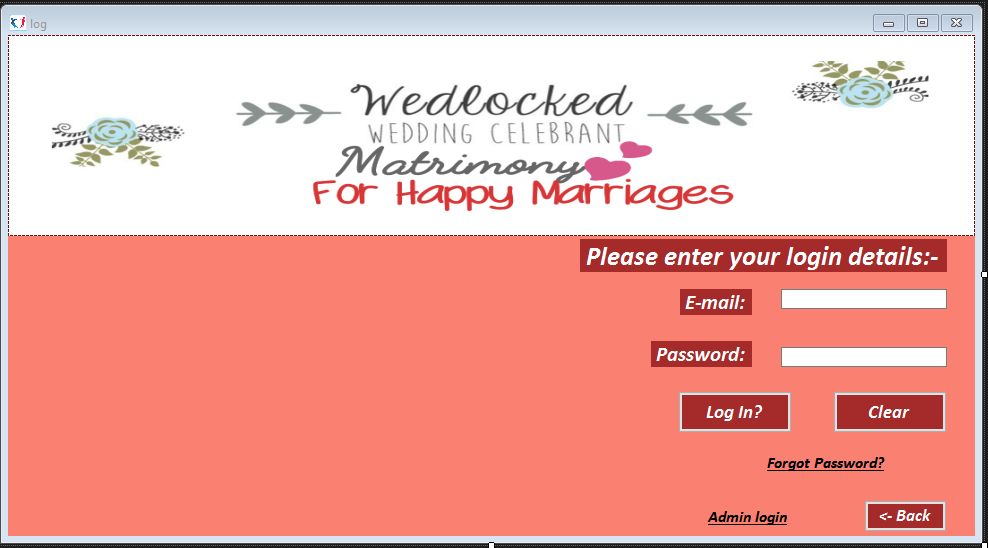 log
Wedlocked
WEDDING CELEBRANT
Matrimony
For Happy Marriages
Please enter your login details:-
E-mail:
Password:
Log In? Clear
Forgot Password?
Admin login <- Back